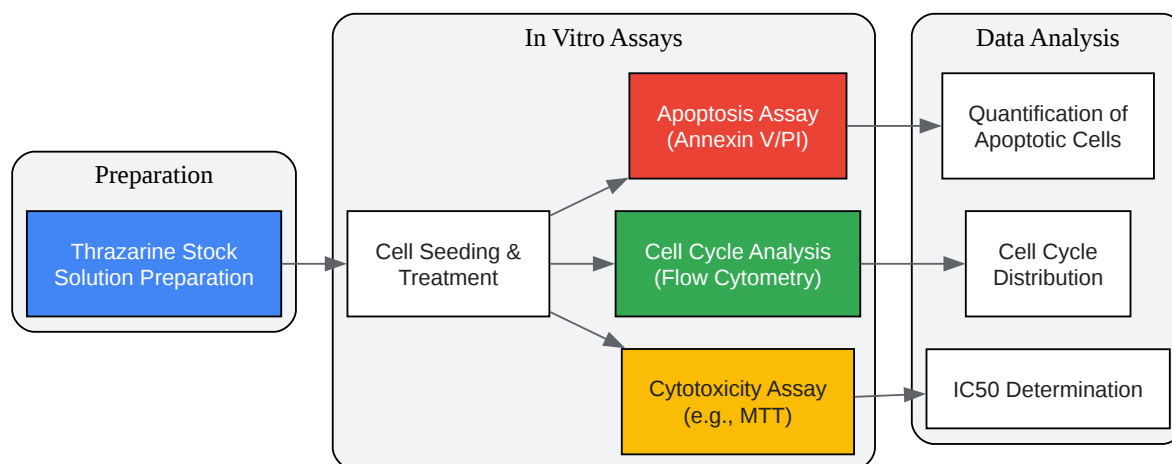 Preparation
Thrazarine Stock
Solution Preparation
In Vitro Assays
Cell Seeding &
Treatment
Apoptosis Assay
(Annexin V/PI)
Cell Cycle Analysis
(Flow Cytometry)
Cytotoxicity Assay
(e.g., MTT)
Data Analysis
Quantification of
Apoptotic Cells
Cell Cycle
Distribution
IC50 Determination